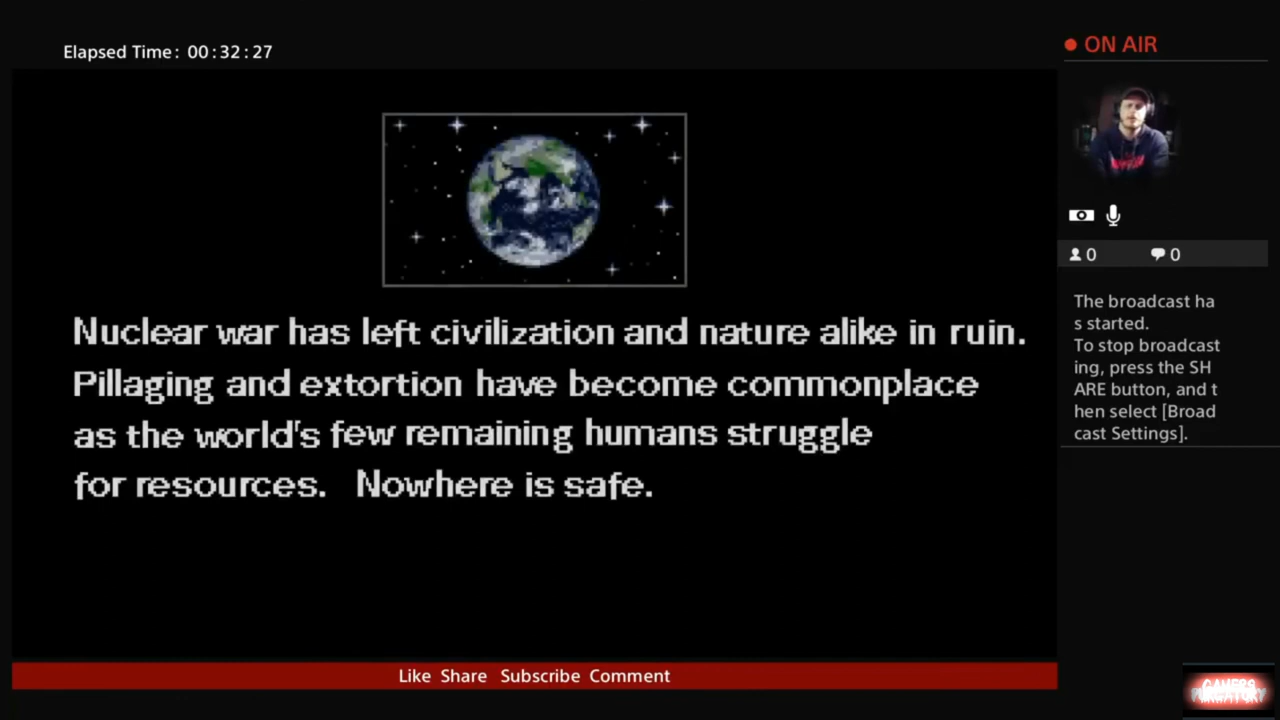 Elapsed Time: 00:32:27
ON AIR
0 0
Nuclear war has left civilization and nature alike in ruin.
Pillaging and extortion have become commonplace
as the world's few remaining humans struggle
for resources. Nowhere is safe.
The broadcast ha
s started.
To stop broadcast
ing, press the SH
ARE button, and t
hen select [Broad
cast Settings].
Like Share Subscribe Comment
GAMERS
PURGATORY